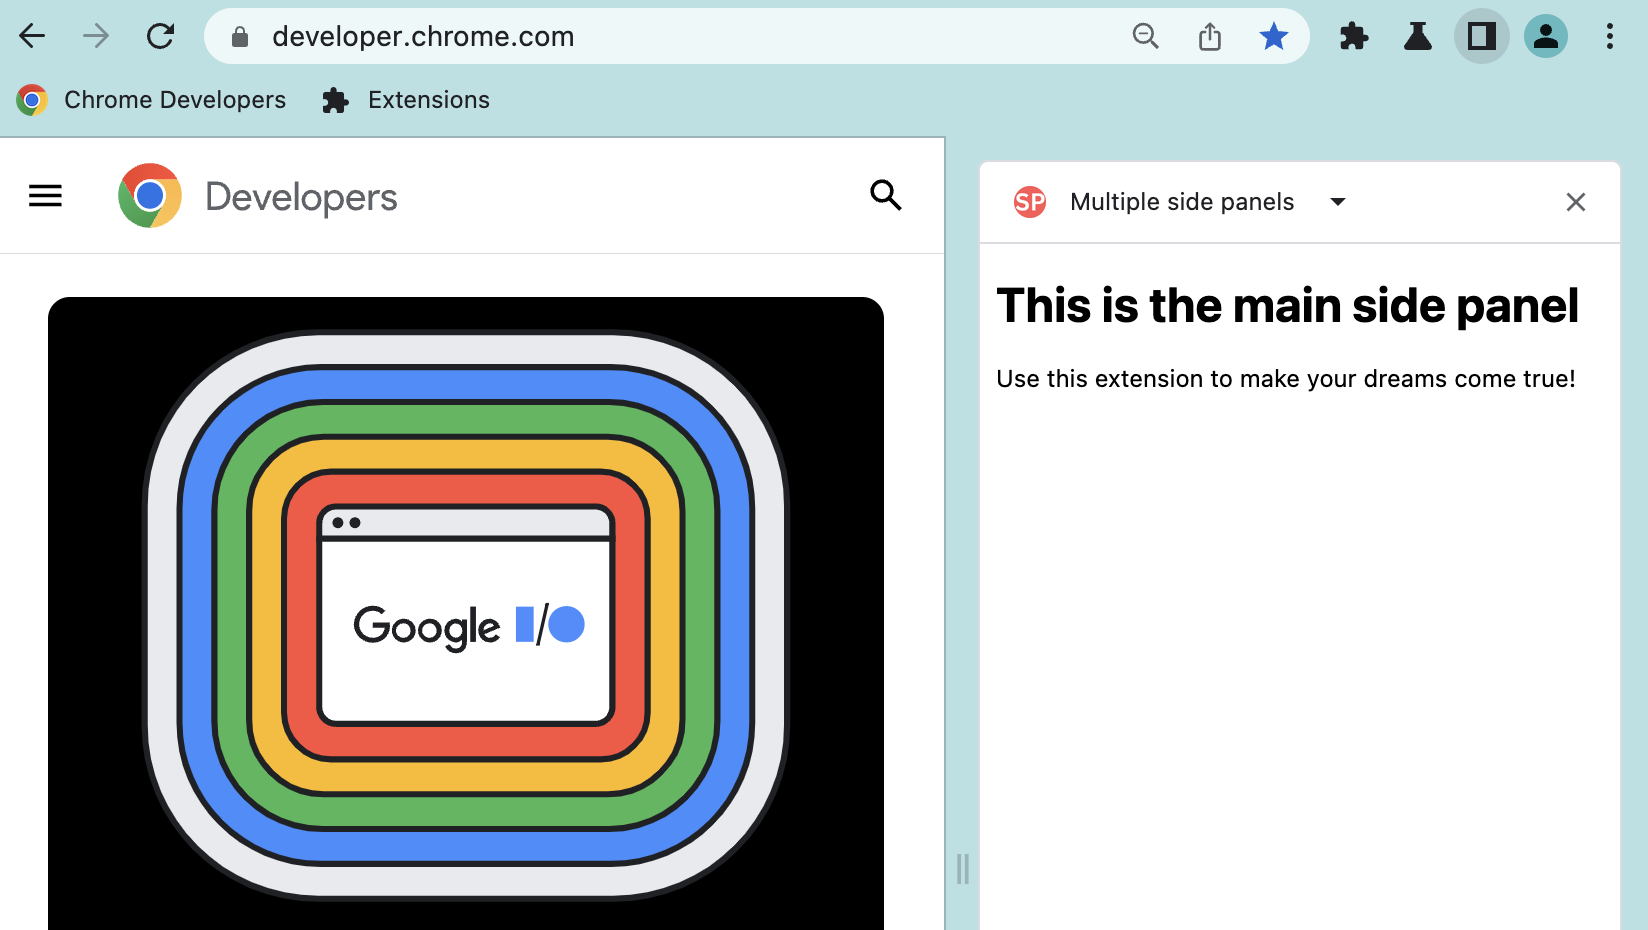 developer.chrome.com
Chrome Developers Extensions
Developers
Google I/O
SP Multiple side panels
This is the main side panel
Use this extension to make your dreams come true!